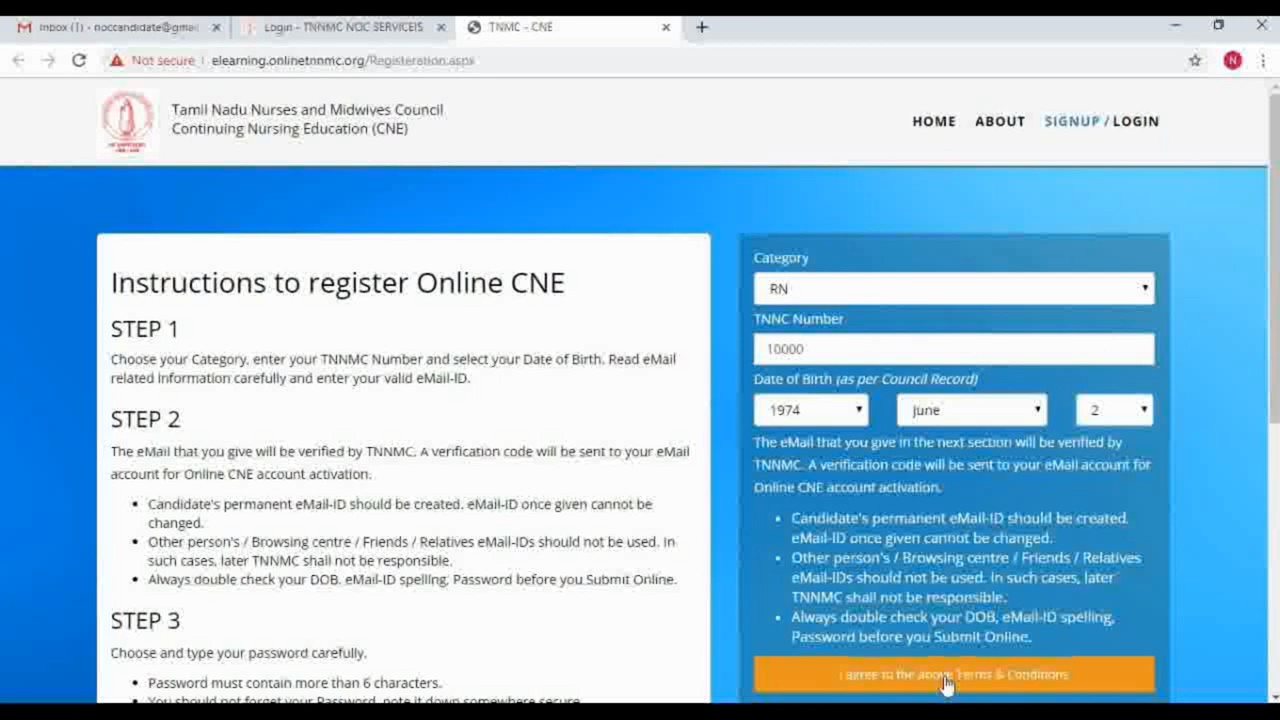 Inbox (1) - noccandidate@gmai
Login - TNNMC NOC SERVICEIS
TNMC - CNE
Not secure
elearning.onlinetnnmc.org/Registeration.aspx
N
Tamil Nadu Nurses and Midwives Council
Continuing Nursing Education (CNE)
HOME ABOUT SIGNUP / LOGIN
Instructions to register Online CNE
STEP 1
Choose your Category, enter your TNNMC Number and select your Date of Birth. Read eMail
related Information carefully and enter your valid eMail-ID.
STEP 2
The eMail that you give will be verified by TNNMC. A verification code will be sent to your eMail
account for Online CNE account activation.
• Candidate's permanent eMail-ID should be created. eMail-ID once given cannot be
changed.
• Other person's / Browsing centre / Friends / Relatives eMail-IDs should not be used. In
such cases, later TNNMC shall not be responsible.
• Always double check your DOB, eMail-ID spelling, Password before you Submit Online.
STEP 3
Choose and type your password carefully.
• Password must contain more than 6 characters.
• You should not forget your Password, note it down somewhere secure.
Category
RN
TNNC Number
10000
Date of Birth (as per Council Record)
1974 June 2
The eMail that you give in the next section will be verified by
TNNMC. A verification code will be sent to your eMail account for
Online CNE account activation.
• Candidate's permanent eMail-ID should be created.
eMail-ID once given cannot be changed.
• Other person's / Browsing centre / Friends / Relatives
eMail-IDs should not be used. In such cases, later
TNNMC shall not be responsible.
• Always double check your DOB, eMail-ID spelling,
Password before you Submit Online.
I agree to the above Terms & Conditions